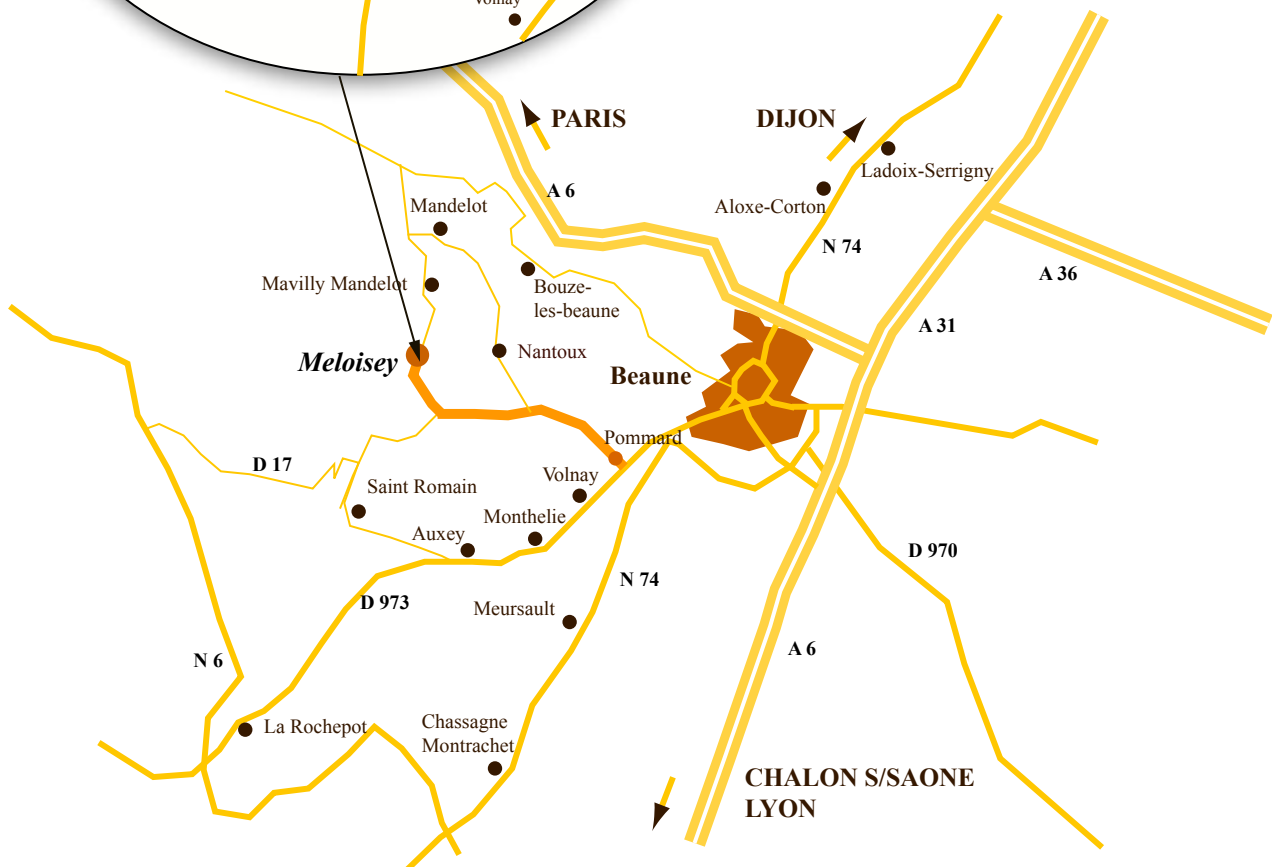 Volnay
PARIS
DIJON
Ladoix-Serrigny
A 6
Mandelot
Aloxe-Corton
N 74
A 36
Mavilly Mandelot
Bouze-
les-beaune
A 31
Meloisey
Nantoux
Beaune
Pommard
D 17
Volnay
Saint Romain
Monthelie
Auxey
D 970
N 74
D 973
Meursault
A 6
N 6
La Rochepot
Chassagne
Montrachet
CHALON S/SAONE
LYON